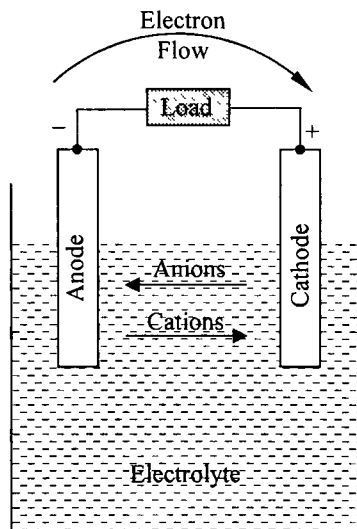 Electron
Flow
Load
−
+
Anode
Cathode
Anions
Cations
Electrolyte